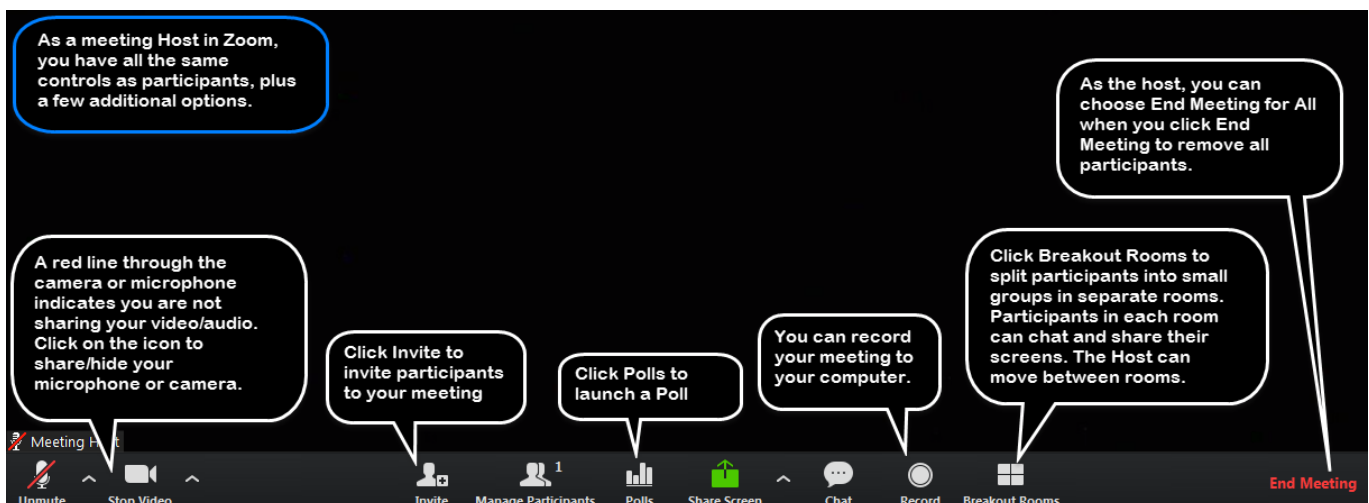 As a meeting Host in Zoom,
you have all the same
controls as participants, plus
a few additional options.
As the host, you can
choose End Meeting for All
when you click End
Meeting to remove all
participants.
A red line through the
camera or microphone
indicates you are not
sharing your video/audio.
Click on the icon to
share/hide your
microphone or camera.
Click Invite to
invite participants
to your meeting
Click Polls to
launch a Poll
You can record
your meeting to
your computer.
Click Breakout Rooms to
split participants into small
groups in separate rooms.
Participants in each room
can chat and share their
screens. The Host can
move between rooms.
Meeting Host
1
Unmute
Stop Video
Invite
Manage Participants
Polls
Share Screen
Chat
Record
Breakout Rooms
End Meeting